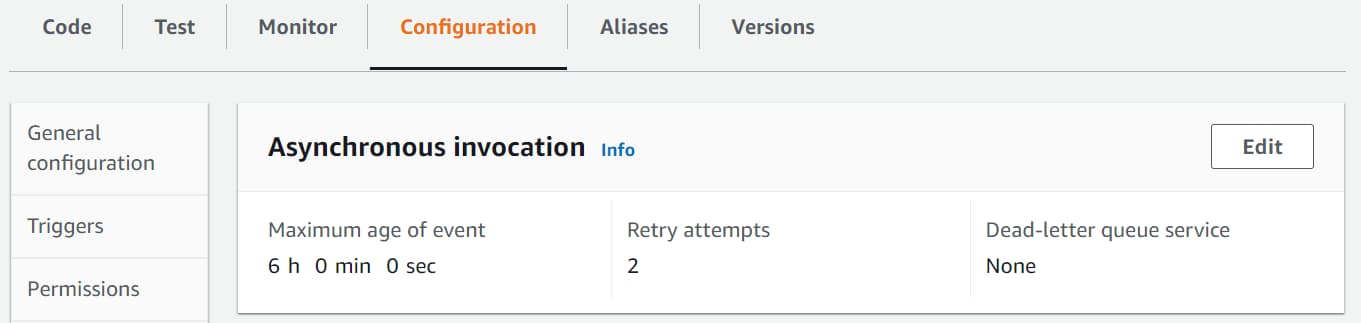 Code Test Monitor Configuration Aliases Versions
General
configuration
Triggers
Permissions
Asynchronous invocation Info
Edit
Maximum age of event
6 h 0 min 0 sec
Retry attempts
2
Dead-letter queue service
None